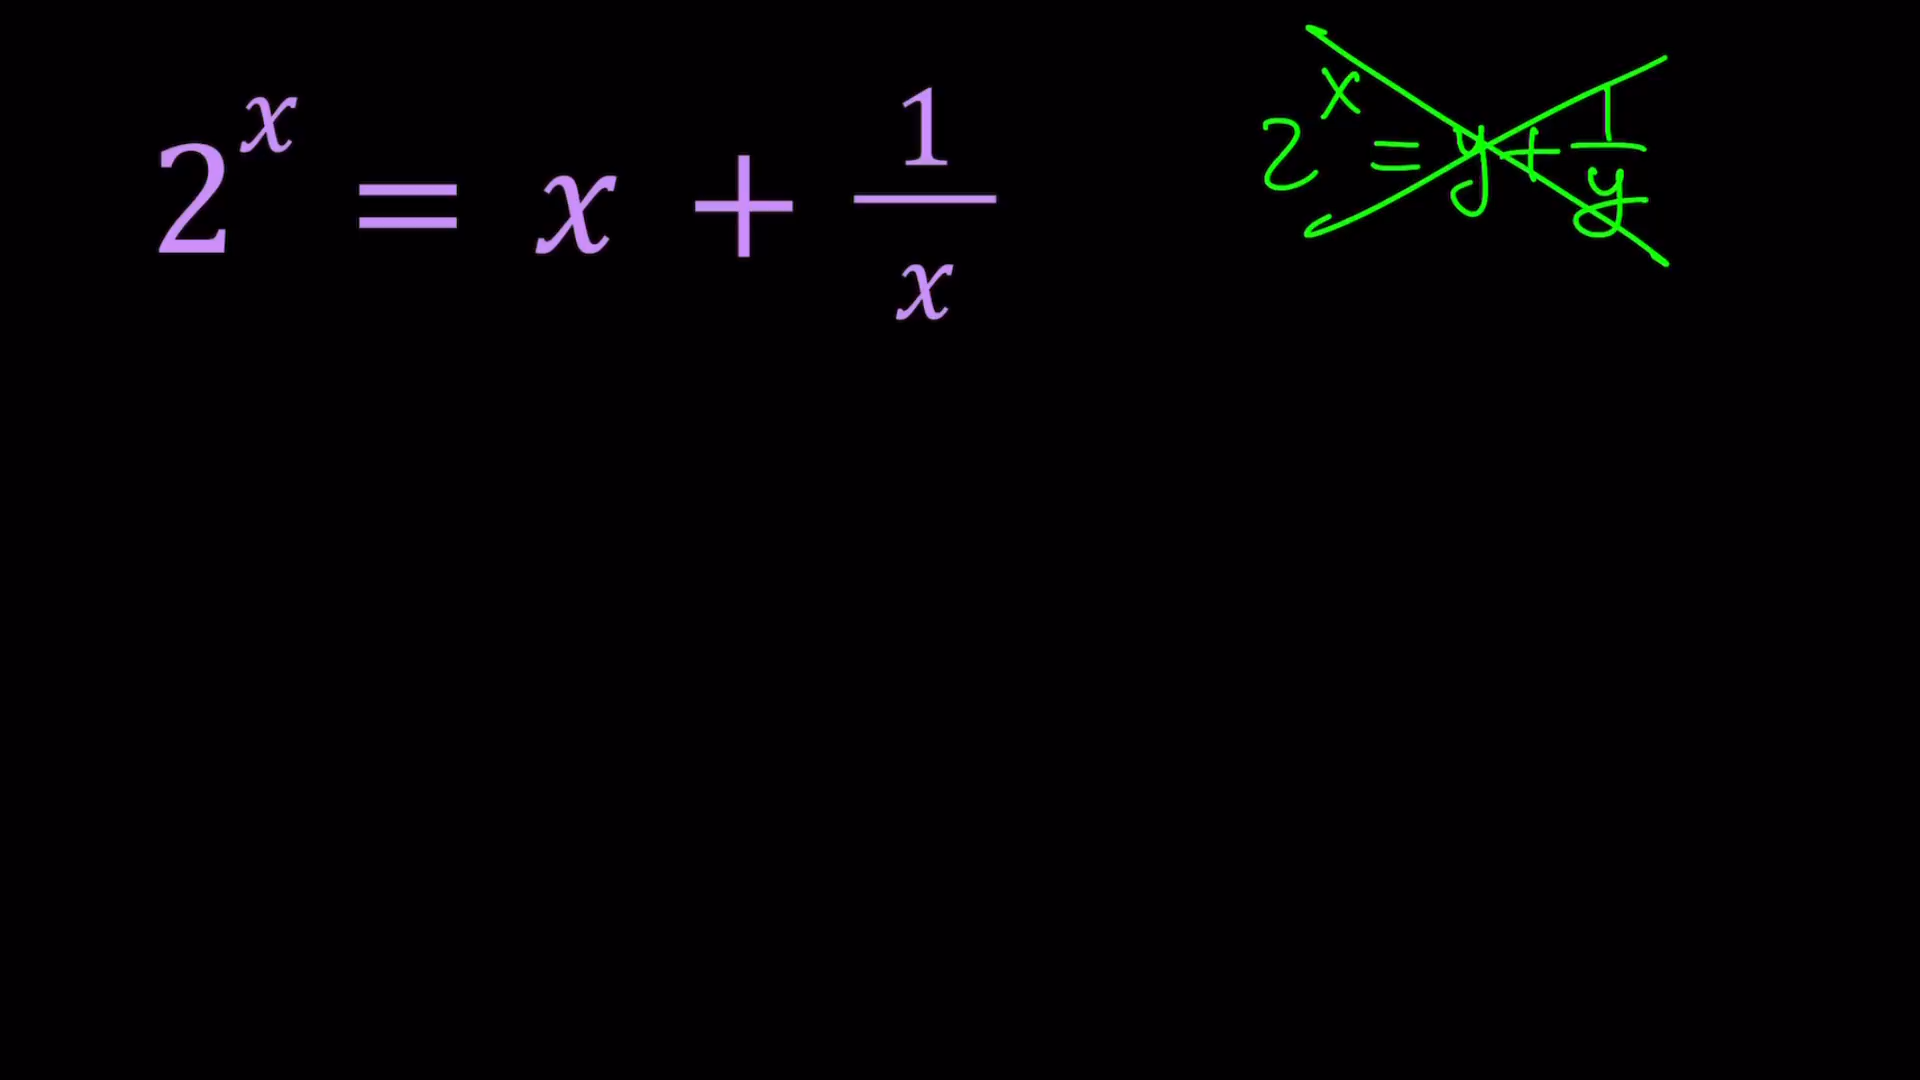 2^x = x + 1/x
2^x = y + 1/y